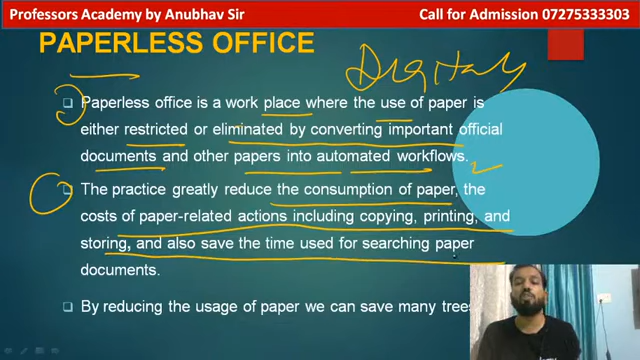 Professors Academy by Anubhav Sir
Call for Admission 07275333303
PAPERLESS OFFICE
Digitally
Paperless office is a work place where the use of paper is
either restricted or eliminated by converting important official
documents and other papers into automated workflows.
The practice greatly reduce the consumption of paper, the
costs of paper-related actions including copying, printing, and
storing, and also save the time used for searching paper
documents.
By reducing the usage of paper we can save many trees